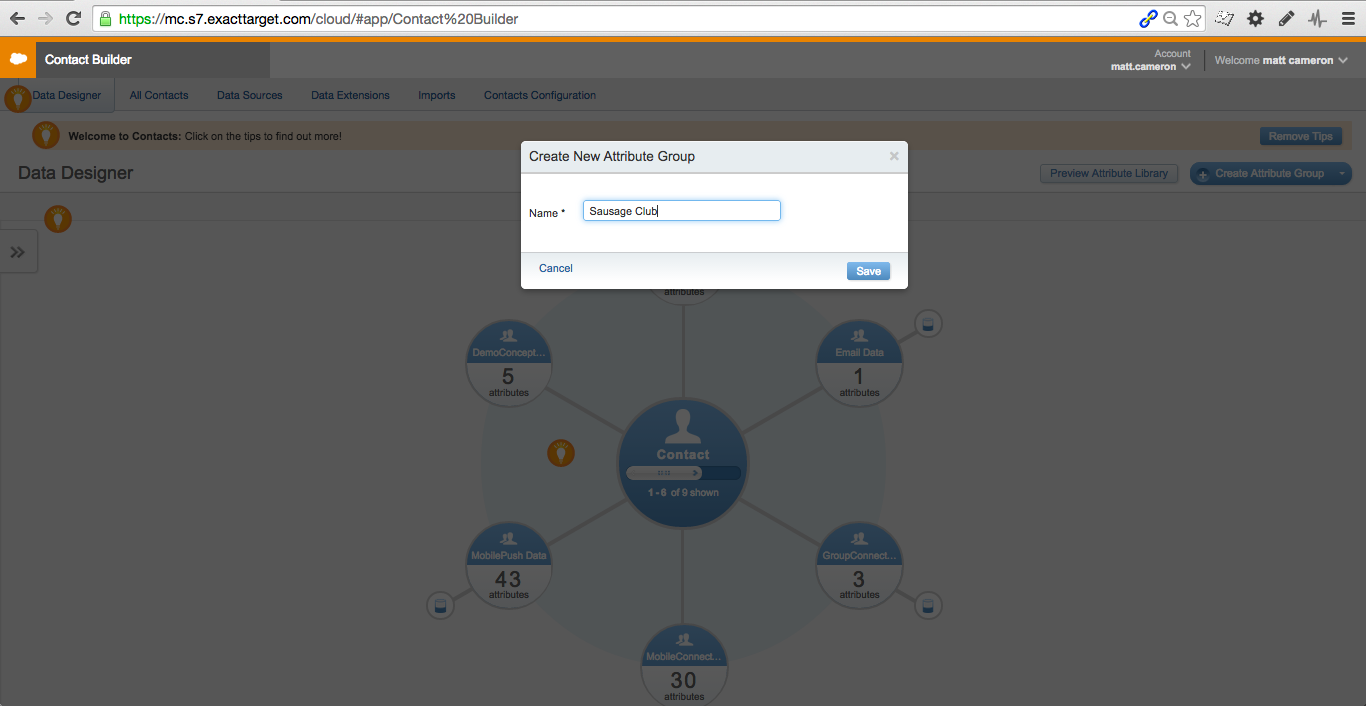 https://mc.s7.exacttarget.com/cloud/#app/Contact%20Builder
Contact Builder
Account
matt.cameron
Welcome matt cameron
Data Designer
All Contacts
Data Sources
Data Extensions
Imports
Contacts Configuration
Welcome to Contacts: Click on the tips to find out more!
Remove Tips
Data Designer
Preview Attribute Library
Create Attribute Group
Create New Attribute Group
Name *
Sausage Club
Cancel
Save
attributes
DemoConcept...
5
attributes
Email Data
1
attributes
Contact
1 - 6 of 9 shown
MobilePush Data
43
attributes
GroupConnect...
3
attributes
MobileConnect...
30
attributes